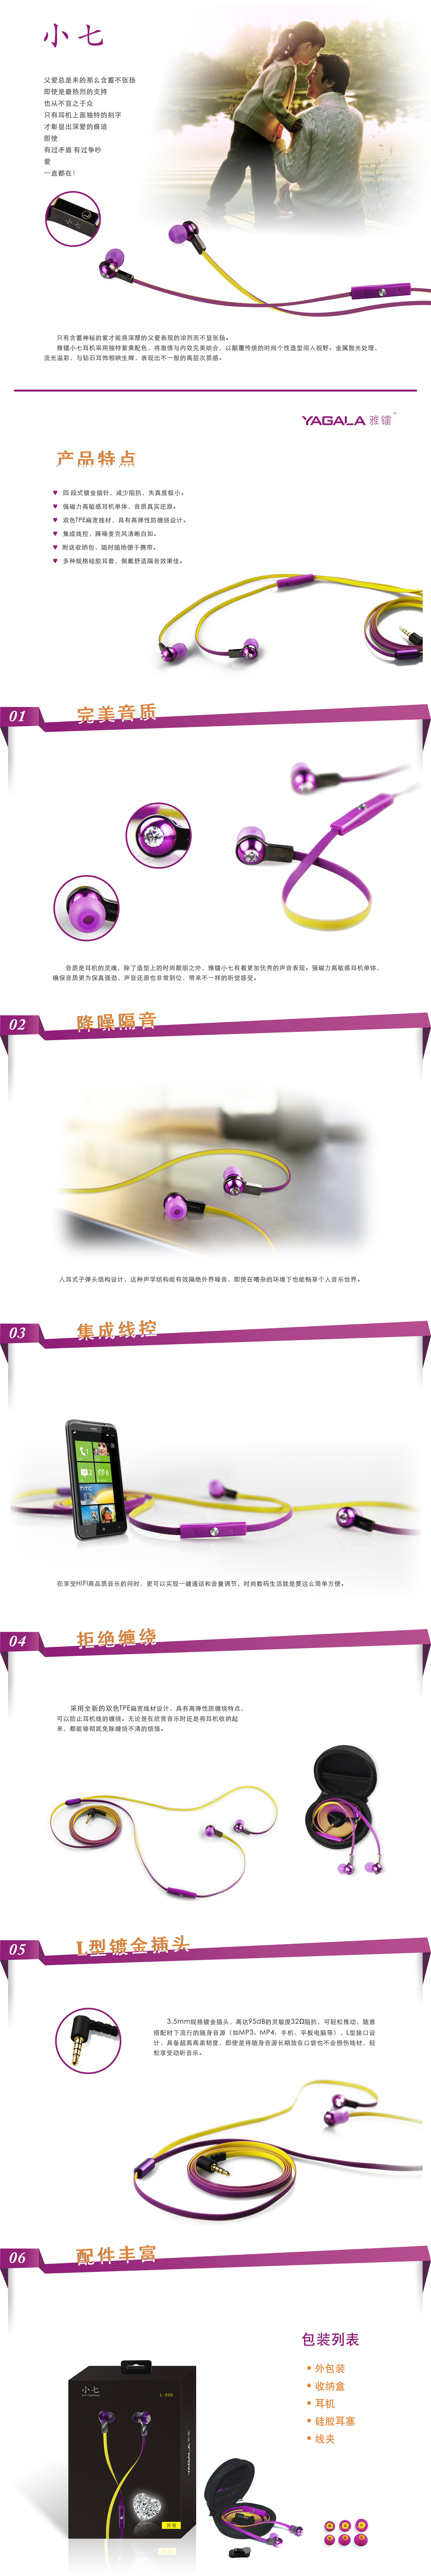 小七
父爱总是来的那么含蓄不张扬
即使是最热烈的支持
也从不宣之于众
只有耳机上面独特的刻字
才彰显出深爱的痕迹
即使
有过矛盾 有过争吵
爱
一直都在！
小七
只有含蓄神秘的紫才能将深厚的父爱表现的浓烈而不显张扬。
雅镭小七耳机采用独特紫黄配色，将激情与内敛完美结合，以颠覆传统的时尚个性造型闯入视野。金属抛光处理，
流光溢彩，与钻石耳饰相映生辉，表现出不一般的高层次质感。
YAGALA 雅镭®
产品特点
♥ 四段式镀金插针，减少阻抗，失真度极小。
♥ 强磁力高敏感耳机单体，音质真实还原。
♥ 双色TPE扁宽线材，具有高弹性防缠绕设计。
♥ 集成线控，降噪麦克风清晰自如。
♥ 附送收纳包，随时随地便于携带。
♥ 多种规格硅胶耳套，佩戴舒适隔音效果佳。
01 完美音质
音质是耳机的灵魂，除了造型上的时尚靓丽之外，雅镭小七有着更加优秀的声音表现。强磁力高敏感耳机单体，
确保音质更为保真强劲，声音还原也非常到位，带来不一样的听觉感受。
02 降噪隔音
入耳式子弹头结构设计，这种声学结构能有效隔绝外界噪音，即使在嘈杂的环境下也能畅享个人音乐世界。
03 集成线控
hTC
在享受HIFI高品质音乐的同时，更可以实现一键通话和音量调节，时尚数码生活就是要这么简单方便。
04 拒绝缠绕
采用全新的双色TPE扁宽线材设计，具有高弹性防缠绕特点，
可以防止耳机线的缠绕。无论是在欣赏音乐时还是将耳机收纳起
来，都能够彻底免除缠绕不清的烦恼。
05 L型镀金插头
3.5mm规格镀金插头，高达95dB的灵敏度32Ω阻抗，可轻松推动，随意
搭配时下流行的随身音源（如MP3、MP4、手机、平板电脑等），L型接口设
计，具备超高高柔韧度，即使是将随身音源长期放在口袋也不会损伤线材，轻
松享受动听音乐。
06 配件丰富
包装列表
• 外包装
• 收纳盒
• 耳机
• 硅胶耳塞
• 线夹
小七
L-505
YAGALA 雅镭
雅镭